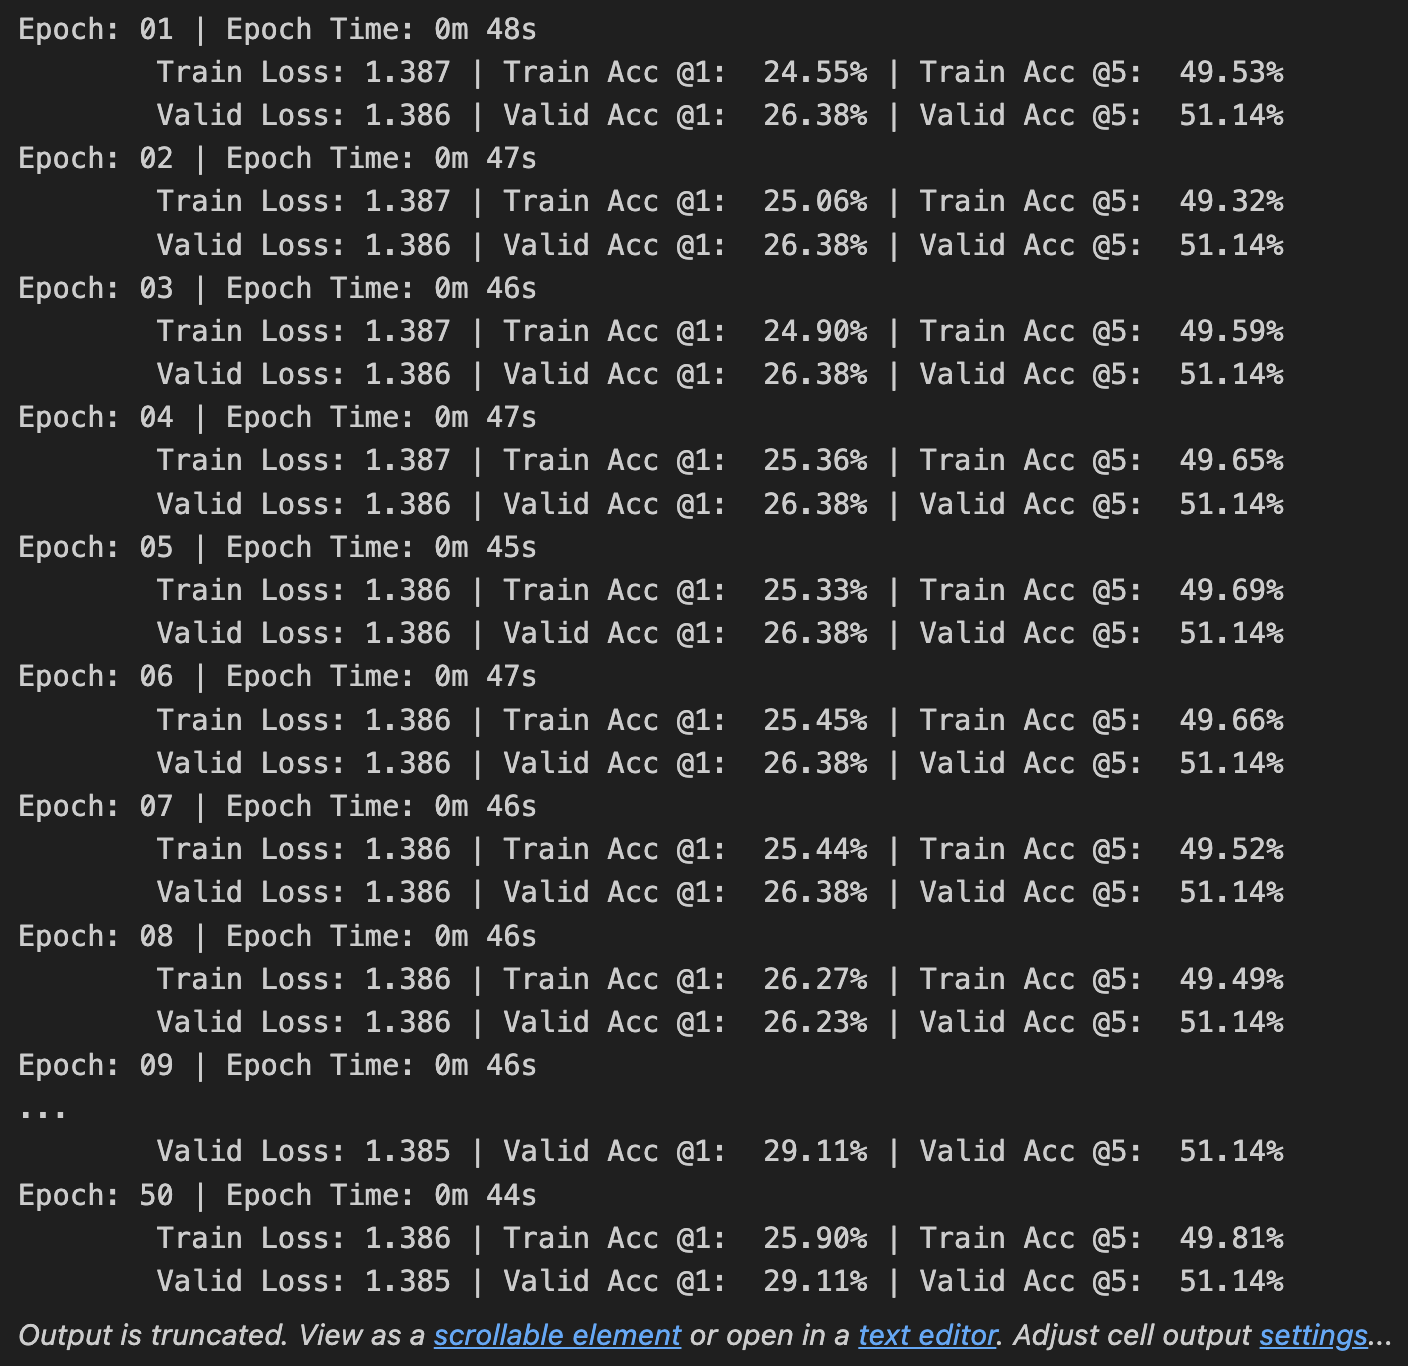 Epoch: 01 | Epoch Time: 0m 48s
Train Loss: 1.387 | Train Acc @1: 24.55% | Train Acc @5: 49.53%
Valid Loss: 1.386 | Valid Acc @1: 26.38% | Valid Acc @5: 51.14%
Epoch: 02 | Epoch Time: 0m 47s
Train Loss: 1.387 | Train Acc @1: 25.06% | Train Acc @5: 49.32%
Valid Loss: 1.386 | Valid Acc @1: 26.38% | Valid Acc @5: 51.14%
Epoch: 03 | Epoch Time: 0m 46s
Train Loss: 1.387 | Train Acc @1: 24.90% | Train Acc @5: 49.59%
Valid Loss: 1.386 | Valid Acc @1: 26.38% | Valid Acc @5: 51.14%
Epoch: 04 | Epoch Time: 0m 47s
Train Loss: 1.387 | Train Acc @1: 25.36% | Train Acc @5: 49.65%
Valid Loss: 1.386 | Valid Acc @1: 26.38% | Valid Acc @5: 51.14%
Epoch: 05 | Epoch Time: 0m 45s
Train Loss: 1.386 | Train Acc @1: 25.33% | Train Acc @5: 49.69%
Valid Loss: 1.386 | Valid Acc @1: 26.38% | Valid Acc @5: 51.14%
Epoch: 06 | Epoch Time: 0m 47s
Train Loss: 1.386 | Train Acc @1: 25.45% | Train Acc @5: 49.66%
Valid Loss: 1.386 | Valid Acc @1: 26.38% | Valid Acc @5: 51.14%
Epoch: 07 | Epoch Time: 0m 46s
Train Loss: 1.386 | Train Acc @1: 25.44% | Train Acc @5: 49.52%
Valid Loss: 1.386 | Valid Acc @1: 26.38% | Valid Acc @5: 51.14%
Epoch: 08 | Epoch Time: 0m 46s
Train Loss: 1.386 | Train Acc @1: 26.27% | Train Acc @5: 49.49%
Valid Loss: 1.386 | Valid Acc @1: 26.23% | Valid Acc @5: 51.14%
Epoch: 09 | Epoch Time: 0m 46s
...
Valid Loss: 1.385 | Valid Acc @1: 29.11% | Valid Acc @5: 51.14%
Epoch: 50 | Epoch Time: 0m 44s
Train Loss: 1.386 | Train Acc @1: 25.90% | Train Acc @5: 49.81%
Valid Loss: 1.385 | Valid Acc @1: 29.11% | Valid Acc @5: 51.14%
Output is truncated. View as a scrollable element or open in a text editor. Adjust cell output settings...